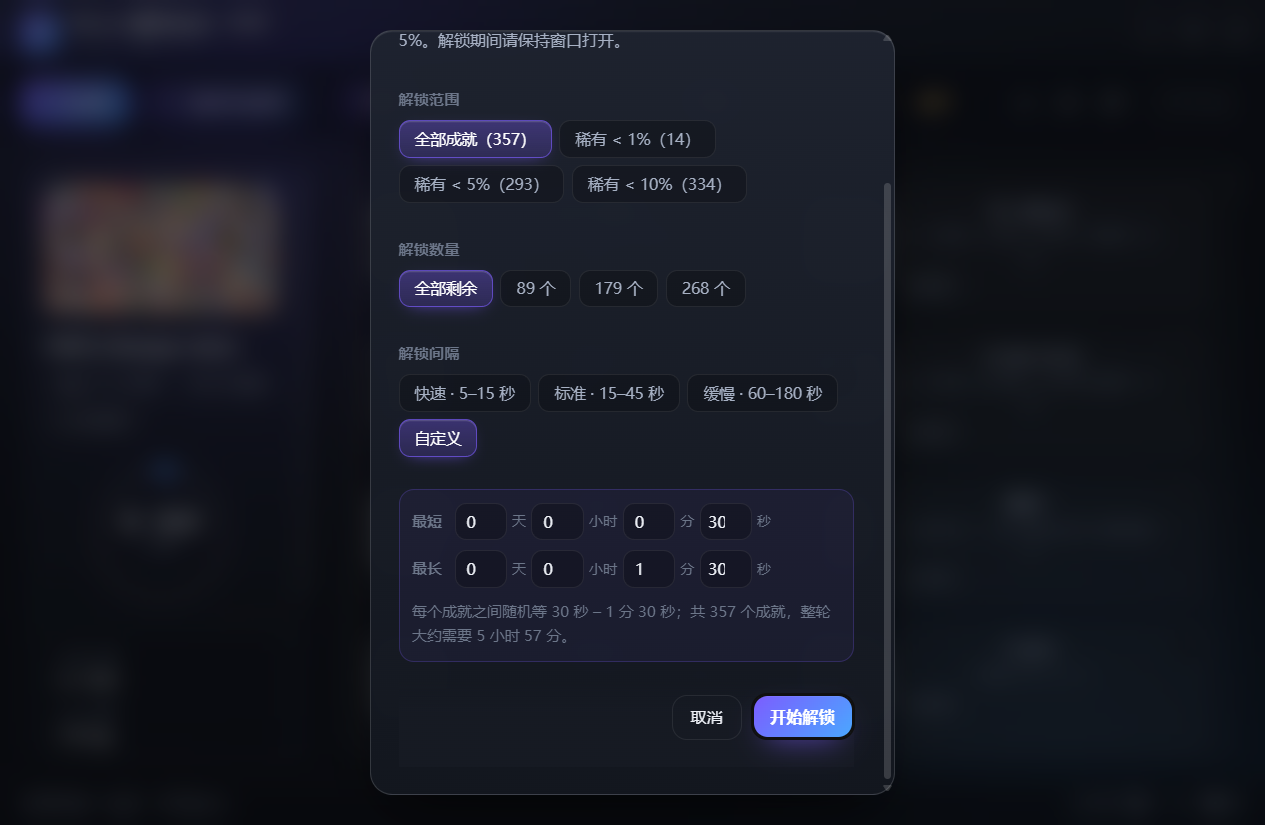 5%。解锁期间请保持窗口打开。
解锁范围
全部成就（357） 稀有 < 1%（14）
稀有 < 5%（293） 稀有 < 10%（334）
解锁数量
全部剩余 89 个 179 个 268 个
解锁间隔
快速 · 5–15 秒 标准 · 15–45 秒 缓慢 · 60–180 秒
自定义
最短 0 天 0 小时 0 分 30 秒
最长 0 天 0 小时 1 分 30 秒
每个成就之间随机等 30 秒 – 1 分 30 秒；共 357 个成就，整轮
大约需要 5 小时 57 分。
取消 开始解锁